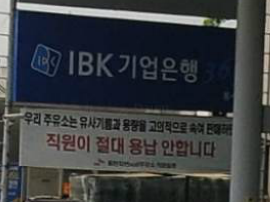 IBK 기업은행
우리 주유소는 유사기름과 용량을 고의적으로 속여 판매하는
직원이 절대 용납 안합니다